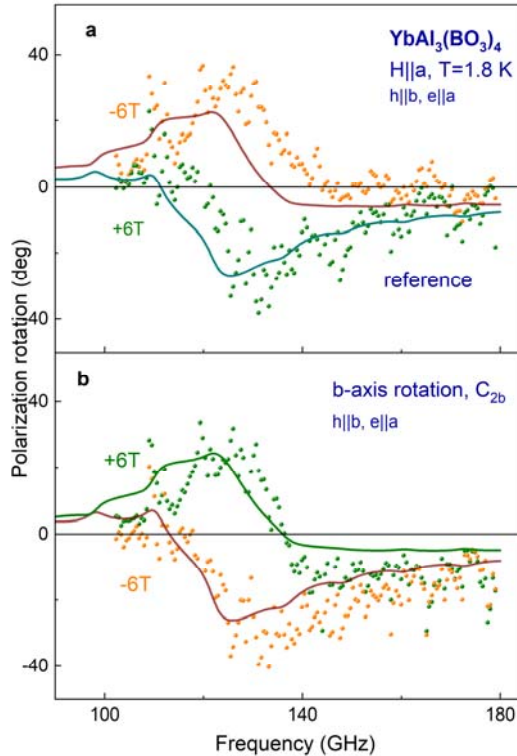 40
a
YbAl₃(BO₃)₄
H||a, T=1.8 K
h||b, e||a
-6T
0
+6T
reference
-40
Polarization rotation (deg)
b
b-axis rotation, C₂b
h||b, e||a
40
+6T
0
-6T
-40
100 140 180
Frequency (GHz)